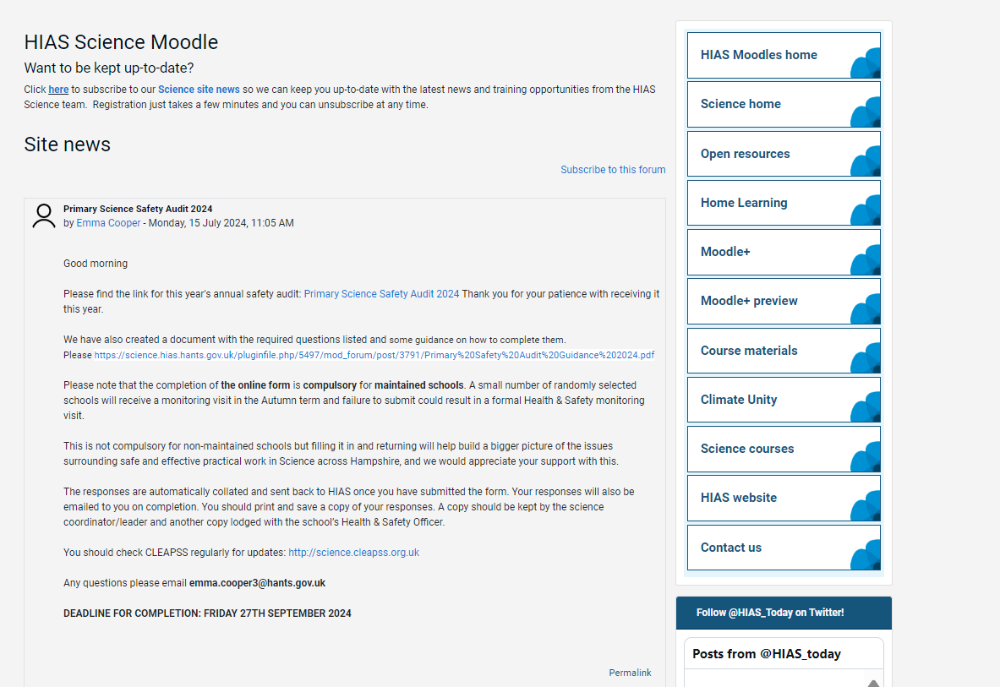 HIAS Science Moodle
Want to be kept up-to-date?
Click here to subscribe to our Science site news so we can keep you up-to-date with the latest news and training opportunities from the HIAS
Science team.  Registration just takes a few minutes and you can unsubscribe at any time.
Site news
Subscribe to this forum
Primary Science Safety Audit 2024
by Emma Cooper - Monday, 15 July 2024, 11:05 AM
Good morning
Please find the link for this year's annual safety audit: Primary Science Safety Audit 2024 Thank you for your patience with receiving it
this year.
We have also created a document with the required questions listed and some guidance on how to complete them.
Please https://science.hias.hants.gov.uk/pluginfile.php/5497/mod_forum/post/3791/Primary%20Safety%20Audit%20Guidance%202024.pdf
Please note that the completion of the online form is compulsory for maintained schools. A small number of randomly selected
schools will receive a monitoring visit in the Autumn term and failure to submit could result in a formal Health & Safety monitoring
visit.
This is not compulsory for non-maintained schools but filling it in and returning will help build a bigger picture of the issues
surrounding safe and effective practical work in Science across Hampshire, and we would appreciate your support with this.
The responses are automatically collated and sent back to HIAS once you have submitted the form. Your responses will also be
emailed to you on completion. You should print and save a copy of your responses. A copy should be kept by the science
coordinator/leader and another copy lodged with the school's Health & Safety Officer.
You should check CLEAPSS regularly for updates: http://science.cleapss.org.uk
Any questions please email emma.cooper3@hants.gov.uk
DEADLINE FOR COMPLETION: FRIDAY 27TH SEPTEMBER 2024
Permalink
HIAS Moodles home
Science home
Open resources
Home Learning
Moodle+
Moodle+ preview
Course materials
Climate Unity
Science courses
HIAS website
Contact us
Follow @HIAS_Today on Twitter!
Posts from @HIAS_today